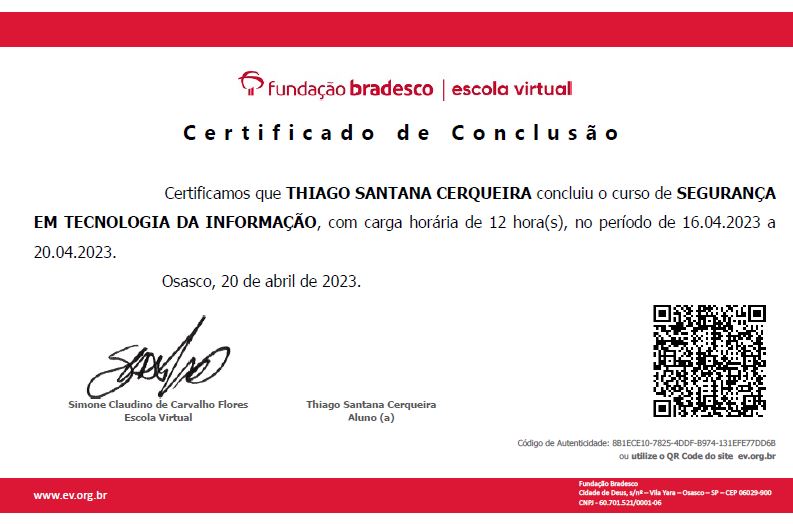 fundação bradesco | escola virtual
Certificado de Conclusão
Certificamos que THIAGO SANTANA CERQUEIRA concluiu o curso de SEGURANÇA
EM TECNOLOGIA DA INFORMAÇÃO, com carga horária de 12 hora(s), no período de 16.04.2023 a
20.04.2023.
Osasco, 20 de abril de 2023.
Simone Claudino de Carvalho Flores
Escola Virtual
Thiago Santana Cerqueira
Aluno (a)
Código de Autenticidade: 8B1ECE10-7825-4DDF-B974-131EFE77DD6B
ou utilize o QR Code do site ev.org.br
www.ev.org.br
Fundação Bradesco
Cidade de Deus, s/nº – Vila Yara – Osasco – SP – CEP 06029-900
CNPJ - 60.701.521/0001-06